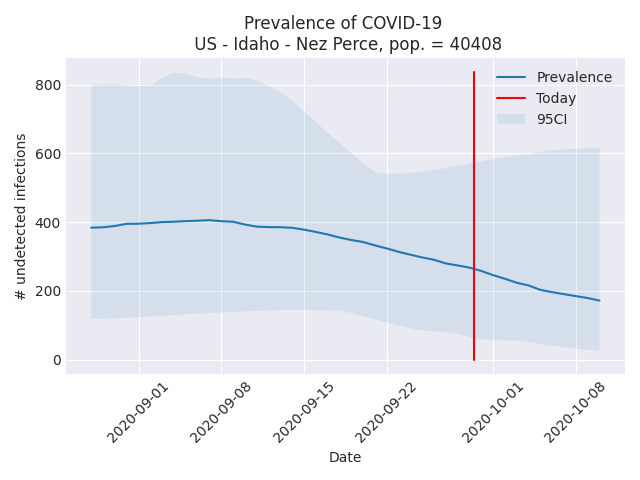 Prevalence of COVID-19
US - Idaho - Nez Perce, pop. = 40408
Prevalence
Today
95CI
# undetected infections
800
600
400
200
0
2020-09-01
2020-09-08
2020-09-15
2020-09-22
2020-10-01
2020-10-08
Date